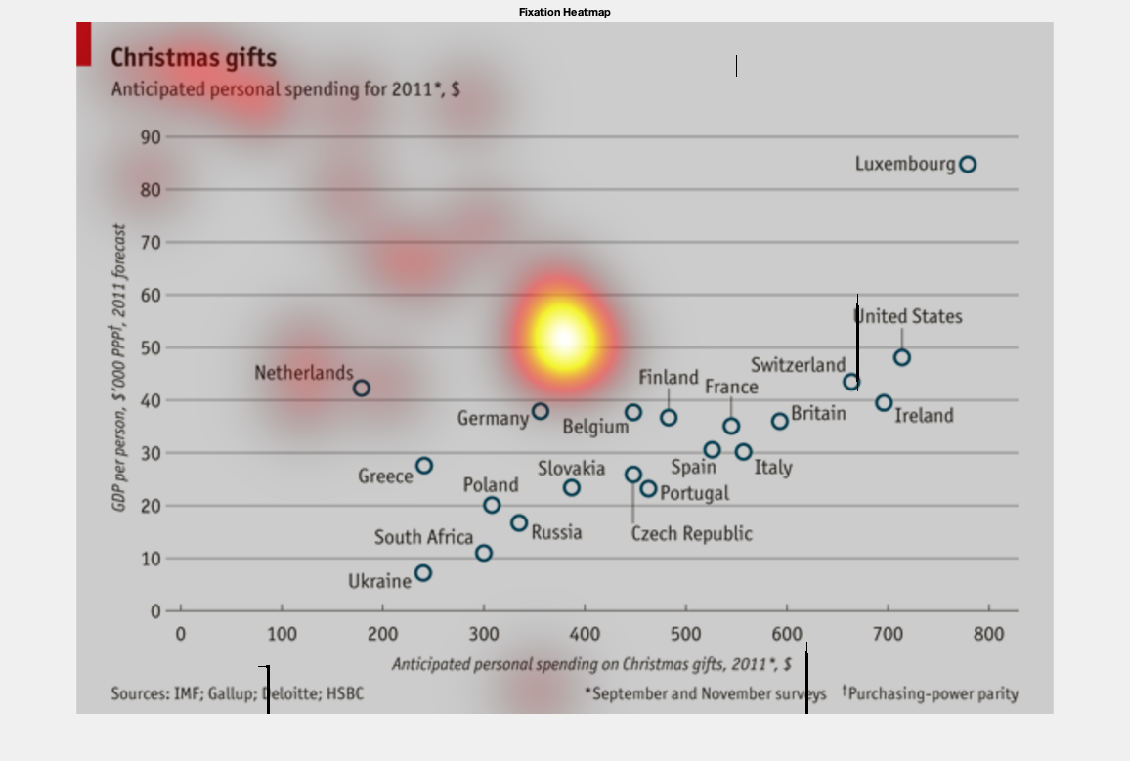 Fixation Heatmap
Christmas gifts
Anticipated personal spending for 2011*, $
90
Luxembourg
80
70
60
United States
50
Switzerland
Netherlands
Finland
France
40
Germany
Belgium
Britain
Ireland
30
Greece
Slovakia
Spain
Italy
Poland
Portugal
20
South Africa
Russia
Czech Republic
10
Ukraine
0
GDP per person, $'000 PPP†, 2011 forecast
0 100 200 300 400 500 600 700 800
Anticipated personal spending on Christmas gifts, 2011*, $
Sources: IMF; Gallup; Deloitte; HSBC *September and November surveys †Purchasing-power parity